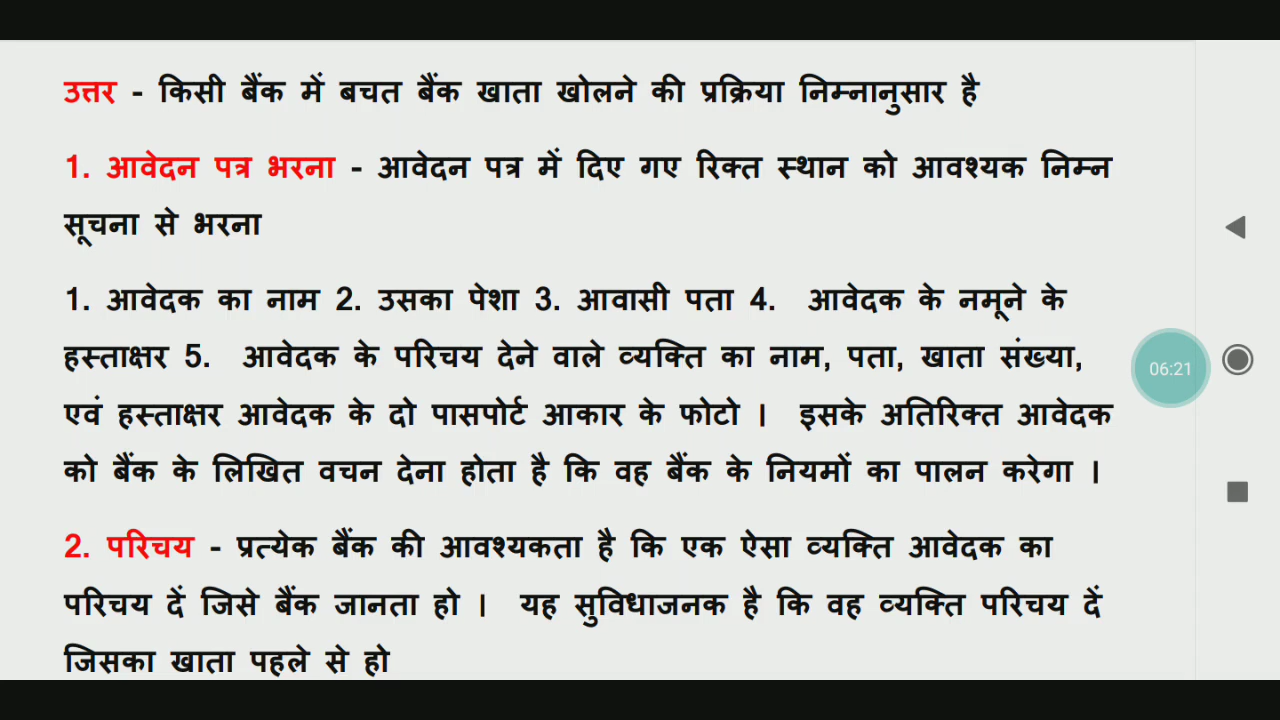 उत्तर - किसी बैंक में बचत बैंक खाता खोलने की प्रक्रिया निम्नानुसार है
1. आवेदन पत्र भरना - आवेदन पत्र में दिए गए रिक्त स्थान को आवश्यक निम्न
सूचना से भरना
1. आवेदक का नाम 2. उसका पेशा 3. आवासी पता 4. आवेदक के नमूने के
हस्ताक्षर 5. आवेदक के परिचय देने वाले व्यक्ति का नाम, पता, खाता संख्या,
एवं हस्ताक्षर आवेदक के दो पासपोर्ट आकार के फोटो । इसके अतिरिक्त आवेदक
को बैंक के लिखित वचन देना होता है कि वह बैंक के नियमों का पालन करेगा ।
2. परिचय - प्रत्येक बैंक की आवश्यकता है कि एक ऐसा व्यक्ति आवेदक का
परिचय दें जिसे बैंक जानता हो । यह सुविधाजनक है कि वह व्यक्ति परिचय दें
जिसका खाता पहले से हो
06:21